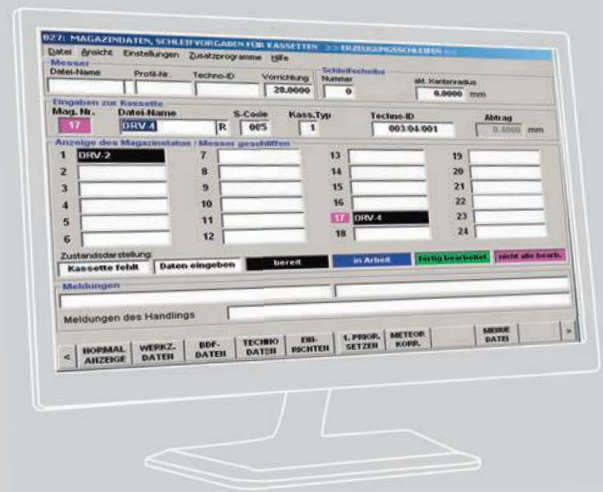 B27: MAGAZINDATEN, SCHLEIFVORGABEN FÜR KASSETTEN >> ERZEUGUNGSSCHLEIFEN <<
Datei Ansicht Einstellungen Zusatzprogramme Hilfe
Messer Schleifscheibe
Datei-Name Profil-Nr. Techno-ID Vorrichtung Nummer akt. Kantenradius
28.0000 0 0.0000 mm
Eingaben zur Kassette
Mag. Nr. Datei-Name S-Code Kass.Typ Techno-ID Abtrag
17 DRV-4 R 005 1 003/04/001 0.4000 mm
Anzeige des Magazinstatus / Messer geschliffen
1 DRV-2 7 13 19
2 8 14 20
3 9 15 21
4 10 16 22
5 11 17 DRV-4 23
6 12 18 24
Zustandsdarstellung:
Kassette fehlt Daten eingeben bereit in Arbeit fertig bearbeitet nicht alle bearb.
Meldungen
Meldungen des Handlings
< NORMAL ANZEIGE WERKZ. DATEN BDF- DATEN TECHNO DATEN EIN- RICHTEN 1. PRIOR. SETZEN METEOR KORR. MENUE DATEI >